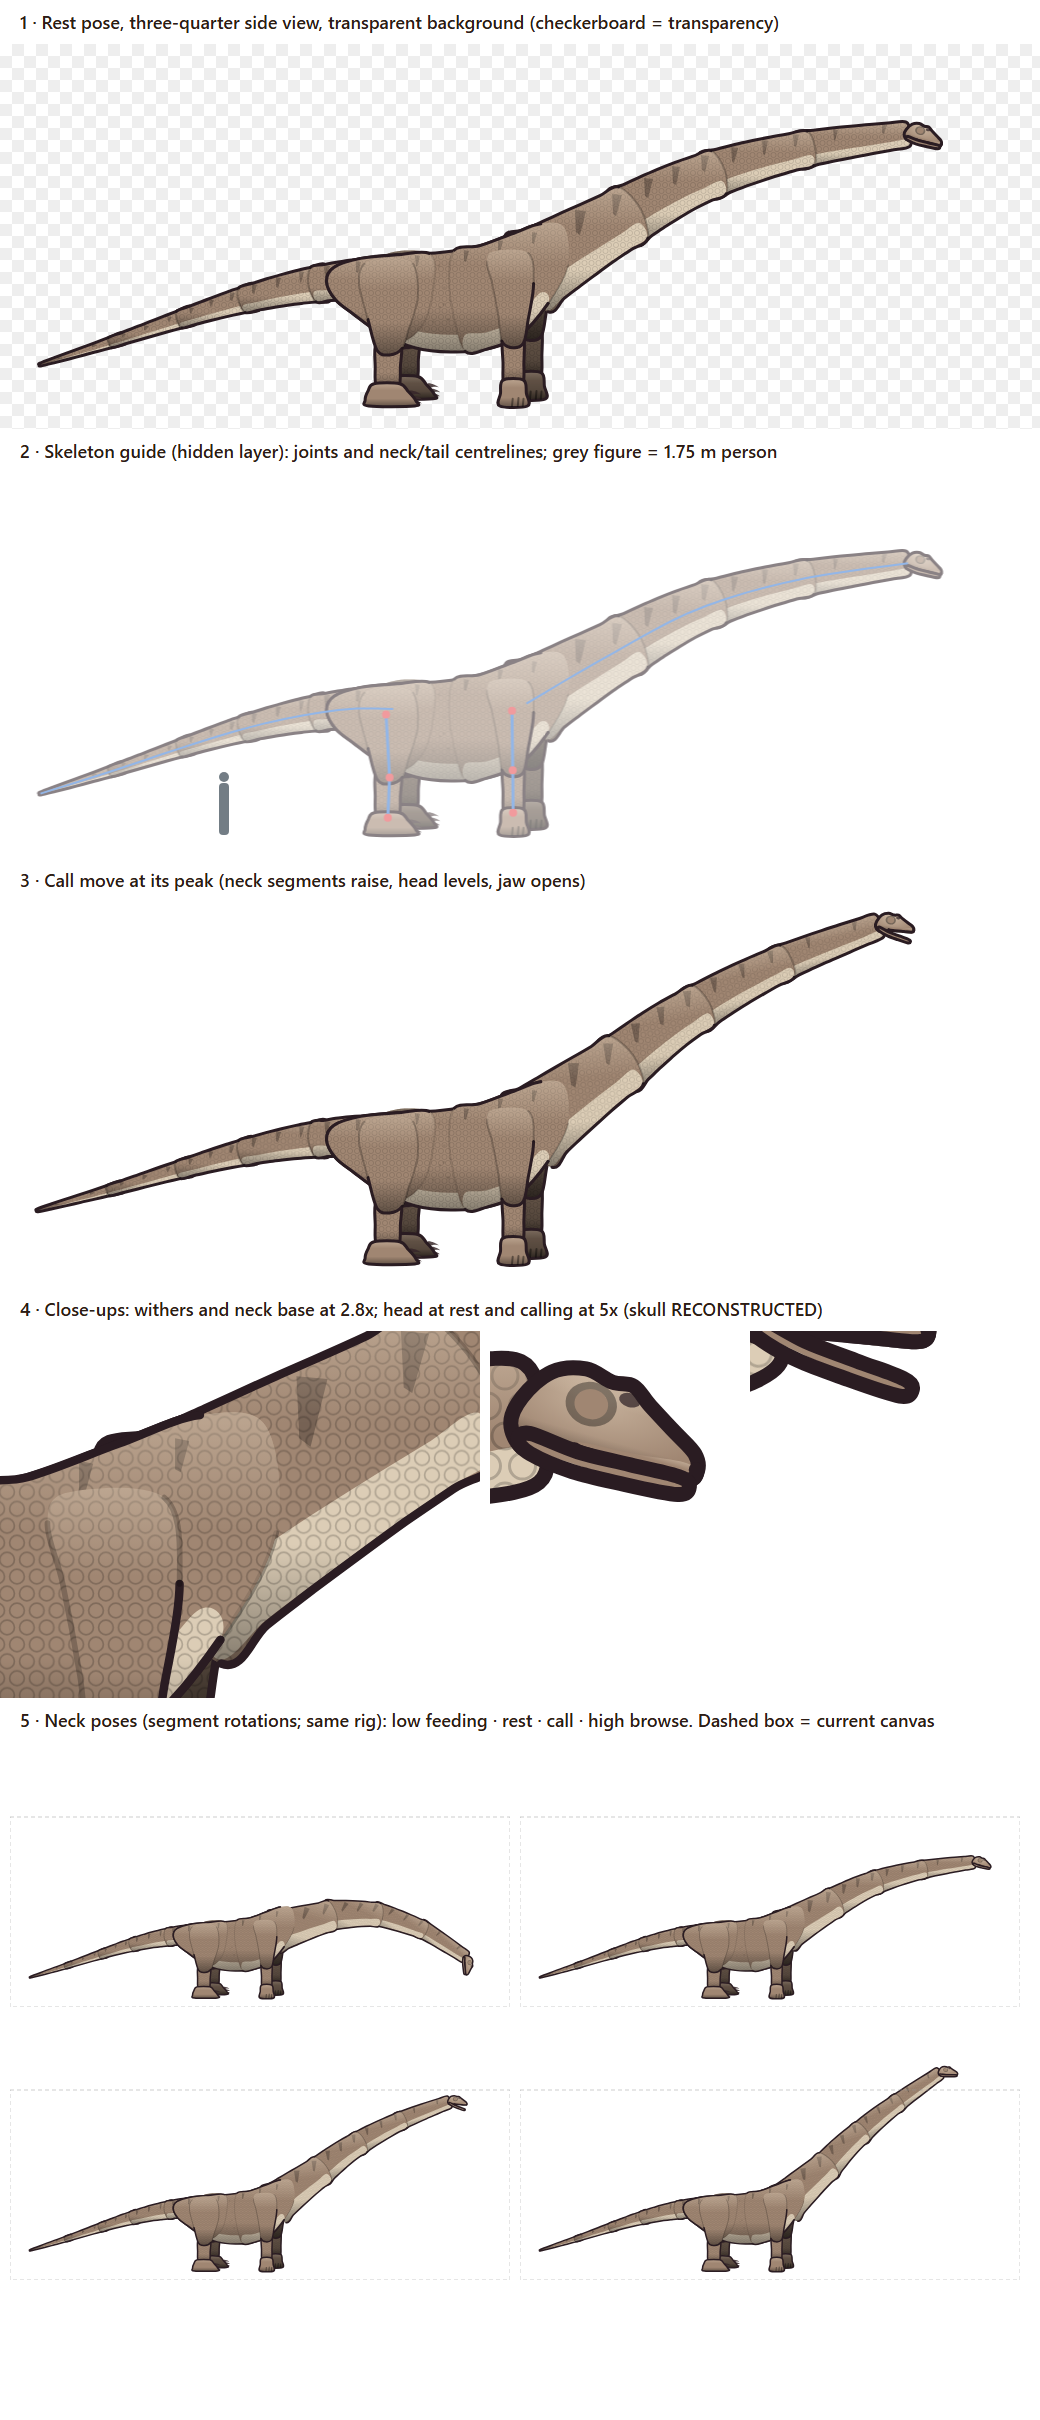 1 · Rest pose, three-quarter side view, transparent background (checkerboard = transparency)
2 · Skeleton guide (hidden layer): joints and neck/tail centrelines; grey figure = 1.75 m person
3 · Call move at its peak (neck segments raise, head levels, jaw opens)
4 · Close-ups: withers and neck base at 2.8x; head at rest and calling at 5x (skull RECONSTRUCTED)
5 · Neck poses (segment rotations; same rig): low feeding · rest · call · high browse. Dashed box = current canvas